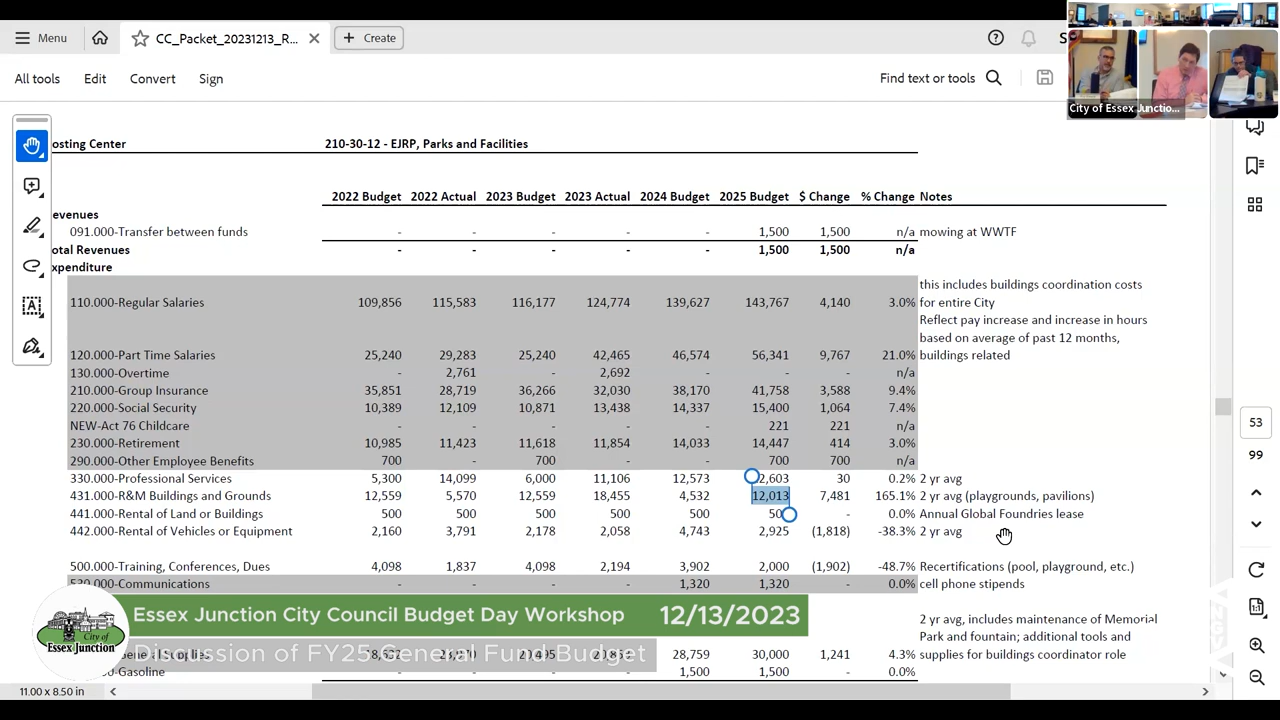 Menu CC_Packet_20231213_R... Create
City of Essex Junctio...
All tools Edit Convert Sign Find text or tools
osting Center 210-30-12 - EJRP, Parks and Facilities
2022 Budget 2022 Actual 2023 Budget 2023 Actual 2024 Budget 2025 Budget $ Change % Change Notes
evenues
091.000-Transfer between funds - - - - - 1,500 1,500 n/a mowing at WWTF
otal Revenues - - - - - 1,500 1,500 n/a
xpenditure
this includes buildings coordination costs
110.000-Regular Salaries 109,856 115,583 116,177 124,774 139,627 143,767 4,140 3.0% for entire City
Reflect pay increase and increase in hours
based on average of past 12 months,
120.000-Part Time Salaries 25,240 29,283 25,240 42,465 46,574 56,341 9,767 21.0% buildings related
130.000-Overtime - 2,761 - 2,692 - - - n/a
210.000-Group Insurance 35,851 28,719 36,266 32,030 38,170 41,758 3,588 9.4%
220.000-Social Security 10,389 12,109 10,871 13,438 14,337 15,400 1,064 7.4%
NEW-Act 76 Childcare - - - - - 221 221 n/a
230.000-Retirement 10,985 11,423 11,618 11,854 14,033 14,447 414 3.0%
290.000-Other Employee Benefits 700 - 700 - - 700 700 n/a
330.000-Professional Services 5,300 14,099 6,000 11,106 12,573 2,603 30 0.2% 2 yr avg
431.000-R&M Buildings and Grounds 12,559 5,570 12,559 18,455 4,532 12,013 7,481 165.1% 2 yr avg (playgrounds, pavilions)
441.000-Rental of Land or Buildings 500 500 500 500 500 50 - 0.0% Annual Global Foundries lease
442.000-Rental of Vehicles or Equipment 2,160 3,791 2,178 2,058 4,743 2,925 (1,818) -38.3% 2 yr avg
500.000-Training, Conferences, Dues 4,098 1,837 4,098 2,194 3,902 2,000 (1,902) -48.7% Recertifications (pool, playground, etc.)
530.000-Communications - - - - 1,320 1,320 - 0.0% cell phone stipends
Essex Junction City Council Budget Day Workshop 12/13/2023
2 yr avg, includes maintenance of Memorial
Park and fountain; additional tools and
28,759 30,000 1,241 4.3% supplies for buildings coordinator role
Discussion of FY25 General Fund Budget
City of
Essex Junction
-Gasoline - - - - 1,500 1,500 - 0.0%
53
99
11.00 x 8.50 in